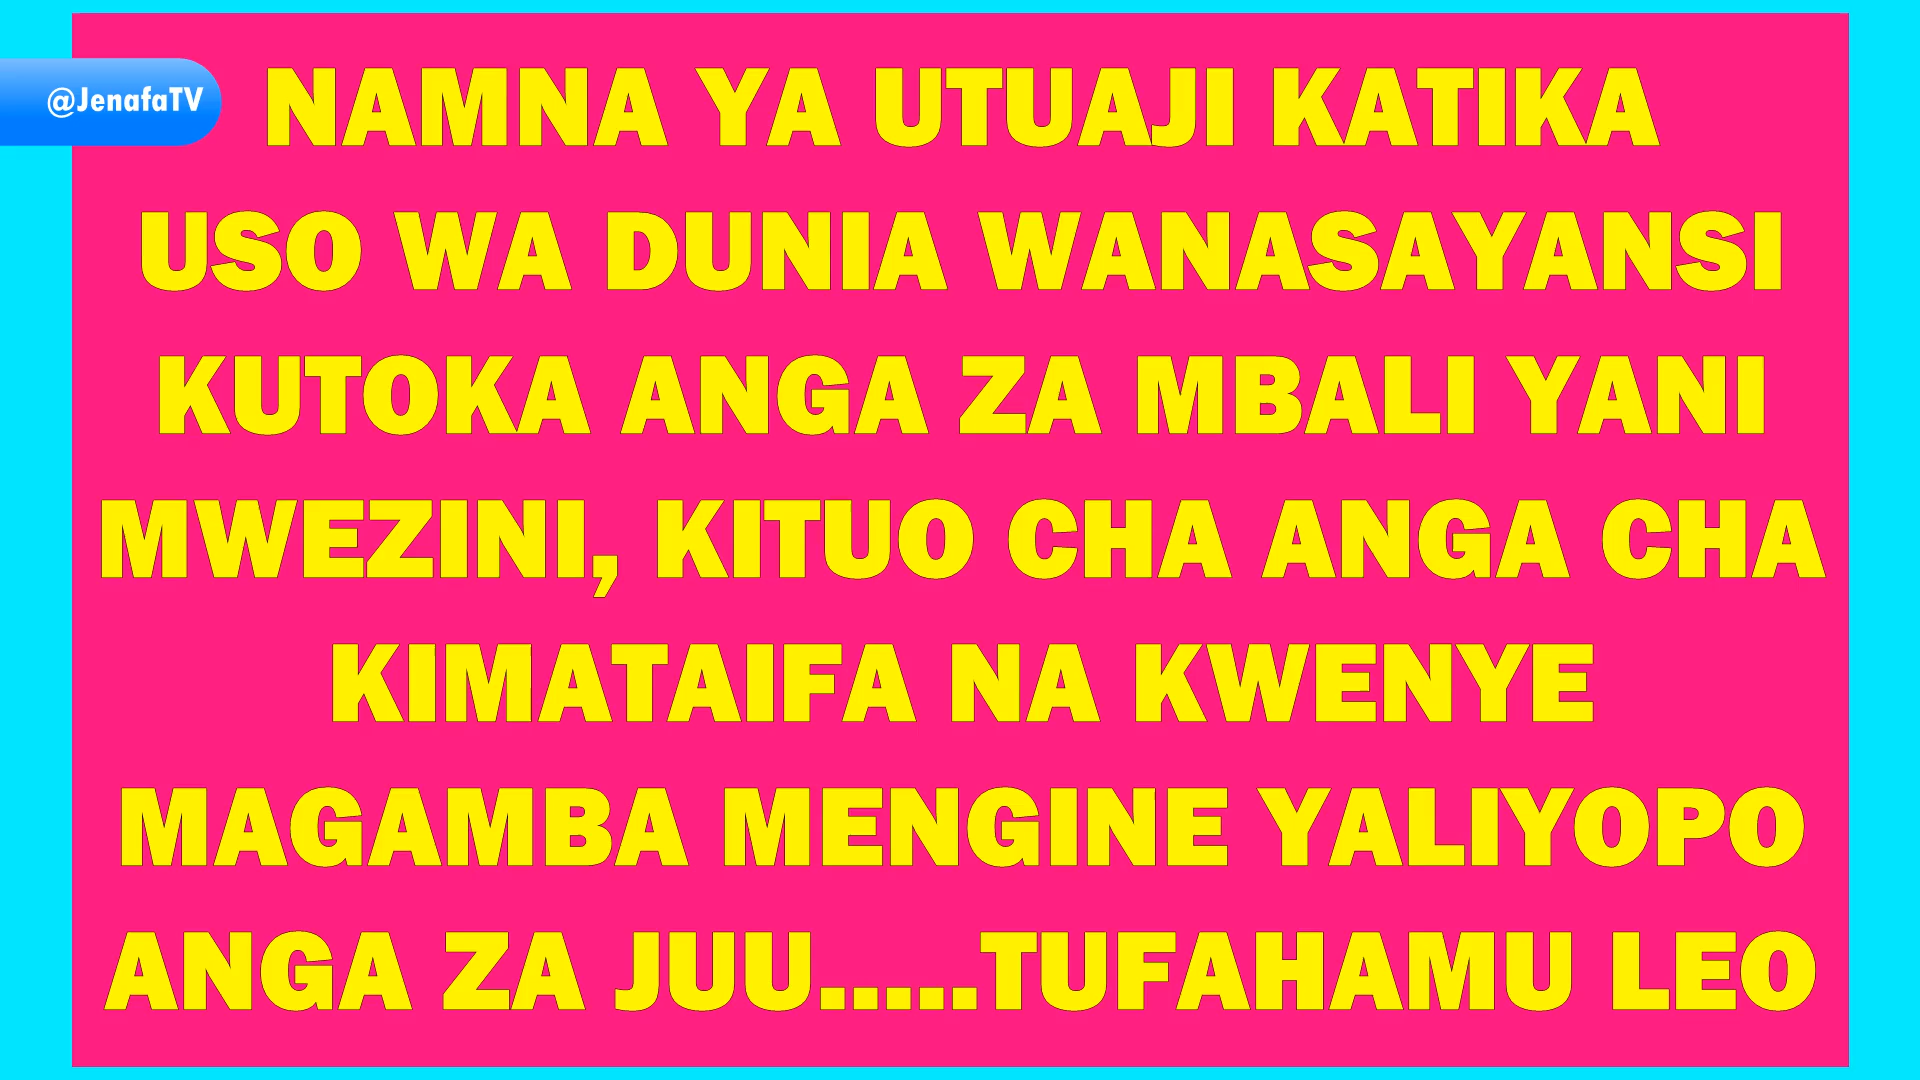 @JenafaTV
NAMNA YA UTUAJI KATIKA
USO WA DUNIA WANASAYANSI
KUTOKA ANGA ZA MBALI YANI
MWEZINI, KITUO CHA ANGA CHA
KIMATAIFA NA KWENYE
MAGAMBA MENGINE YALIYOPO
ANGA ZA JUU.....TUFAHAMU LEO